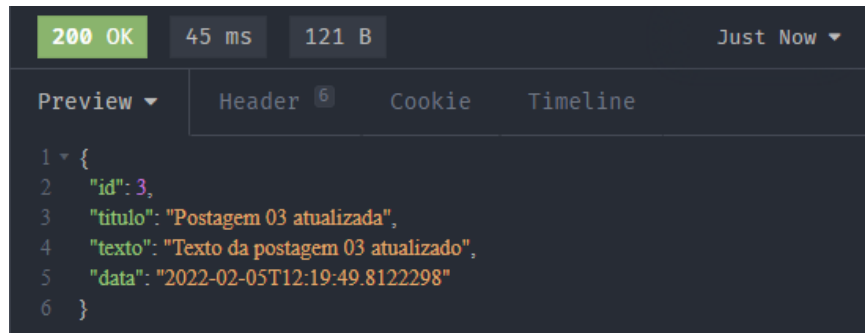 200 OK 45 ms 121 B Just Now
Preview Header 6 Cookie Timeline
1 {
2 "id": 3,
3 "titulo": "Postagem 03 atualizada",
4 "texto": "Texto da postagem 03 atualizado",
5 "data": "2022-02-05T12:19:49.8122298"
6 }